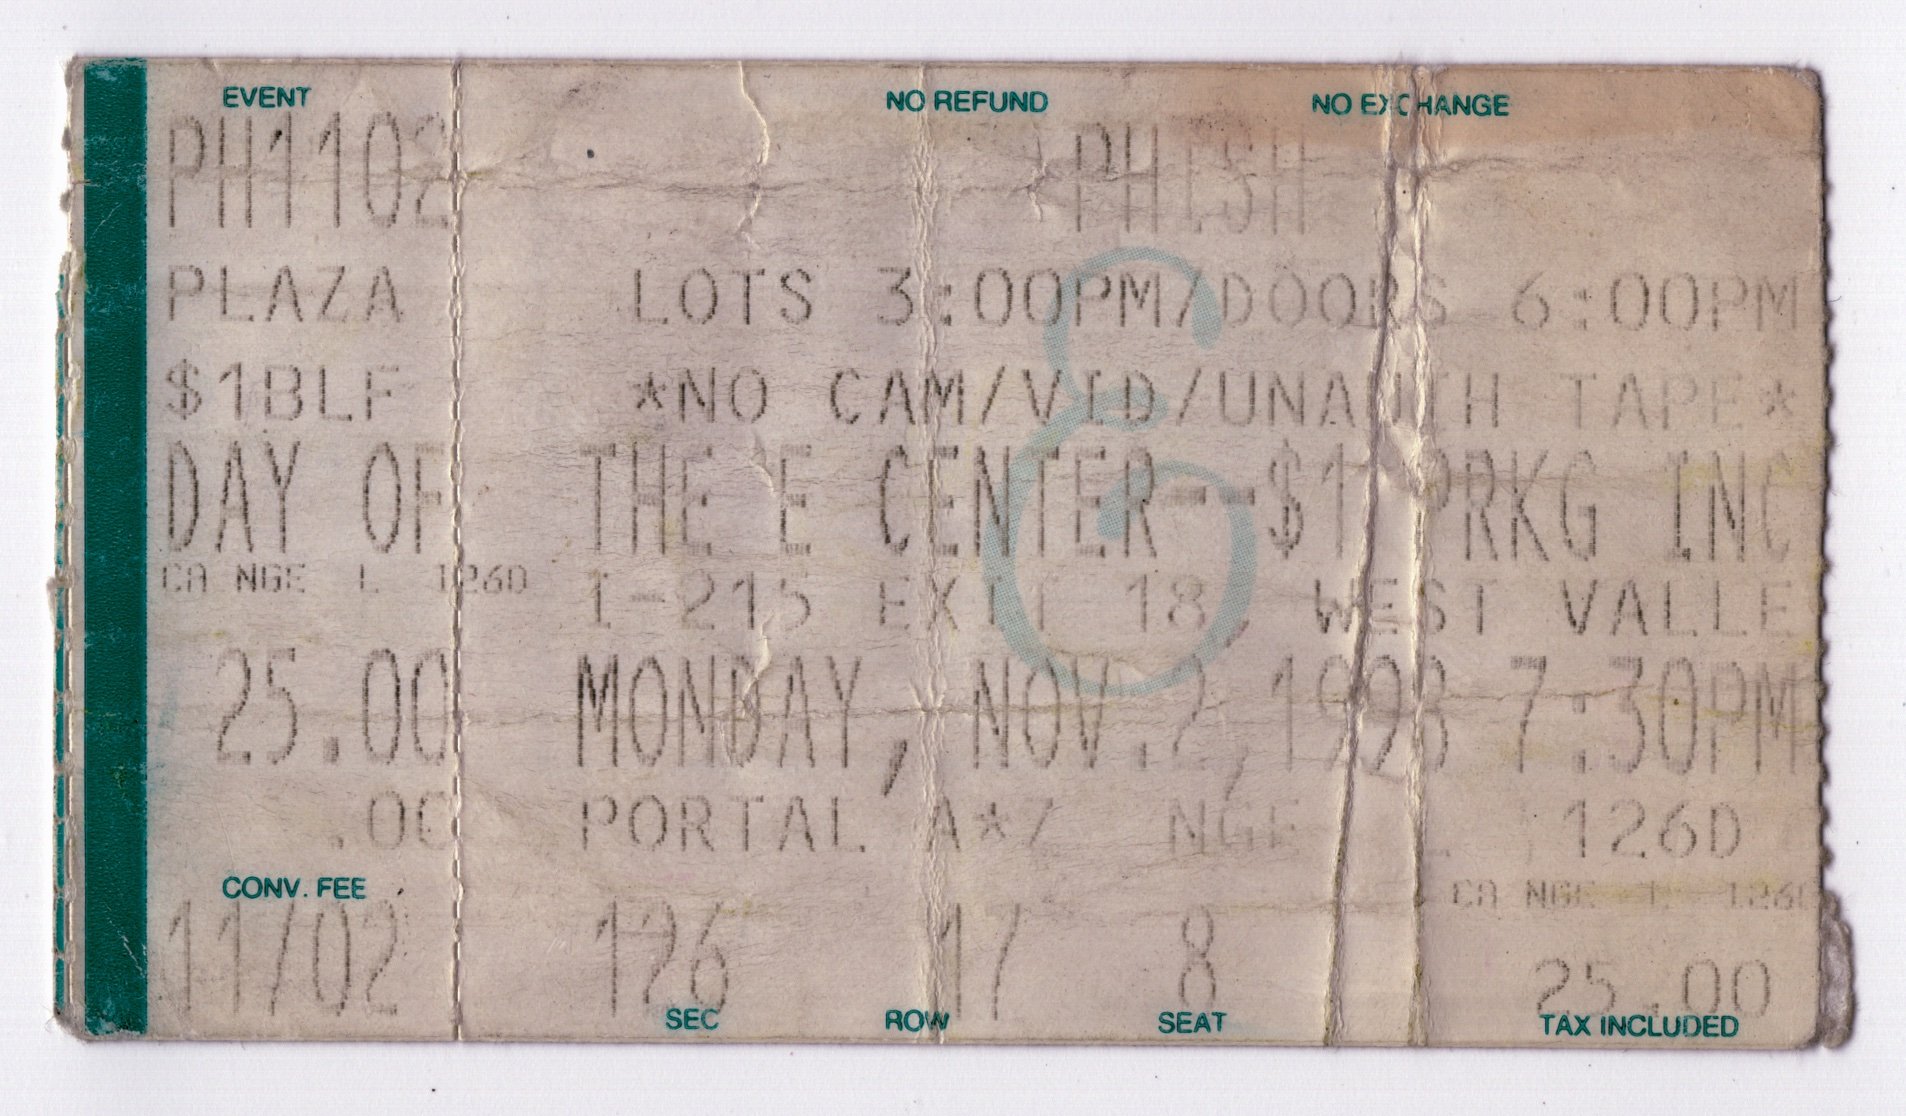 EVENT NO REFUND NO EXCHANGE
PH1102 PHISH
PLAZA LOTS 3:00PM/DOORS 6:00PM
$1BLF *NO CAM/VID/UNAUTH TAPE*
DAY OF THE E CENTER--$1 PRKG INC
CA NGE L 126D I-215 EXIT 18, WEST VALLE
25.00 MONDAY, NOV.2,1998 7:30PM
.00 PORTAL A*7 NGE 126D
CONV. FEE CA NGE L 126D
11/02 126 17 8 25.00
SEC ROW SEAT TAX INCLUDED